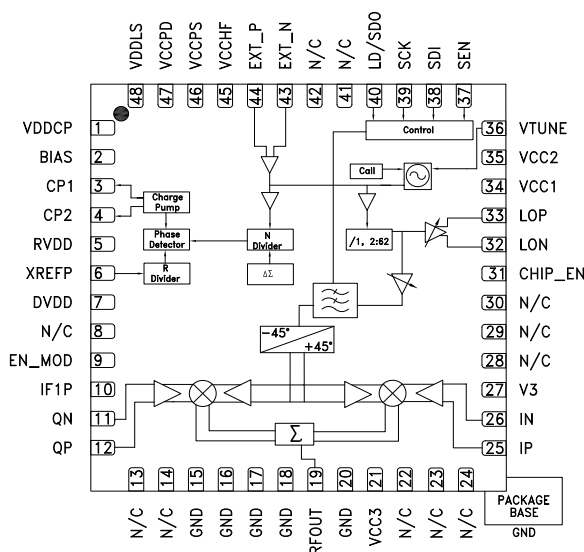 VDDLS
VCCPD
VCCPS
VCCHF
EXT_P
EXT_N
N/C
N/C
LD/SDO
SCK
SDI
SEN
48
47
46
45
44
43
42
41
40
39
38
37
VDDCP 1
BIAS 2
CP1 3
CP2 4
RVDD 5
XREFP 6
DVDD 7
N/C 8
EN_MOD 9
IF1P 10
QN 11
QP 12
36 VTUNE
35 VCC2
34 VCC1
33 LOP
32 LON
31 CHIP_EN
30 N/C
29 N/C
28 N/C
27 V3
26 IN
25 IP
Control
Call
Charge
Pump
Phase
Detector
R
Divider
N
Divider
ΔΣ
/1, 2:62
-45°
+45°
Σ
13
14
15
16
17
18
19
20
21
22
23
24
N/C
N/C
GND
GND
GND
GND
RFOUT
GND
VCC3
N/C
N/C
N/C
PACKAGE
BASE
GND